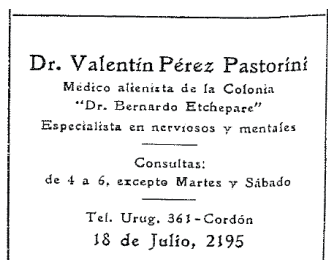 Dr. Valentín Pérez Pastorini
Médico alienista de la Colonia
"Dr. Bernardo Etchepare"
Especialista en nerviosos y mentales
Consultas:
de 4 a 6, excepto Martes y Sábado
Tel. Urug. 361-Cordón
18 de Julio, 2195